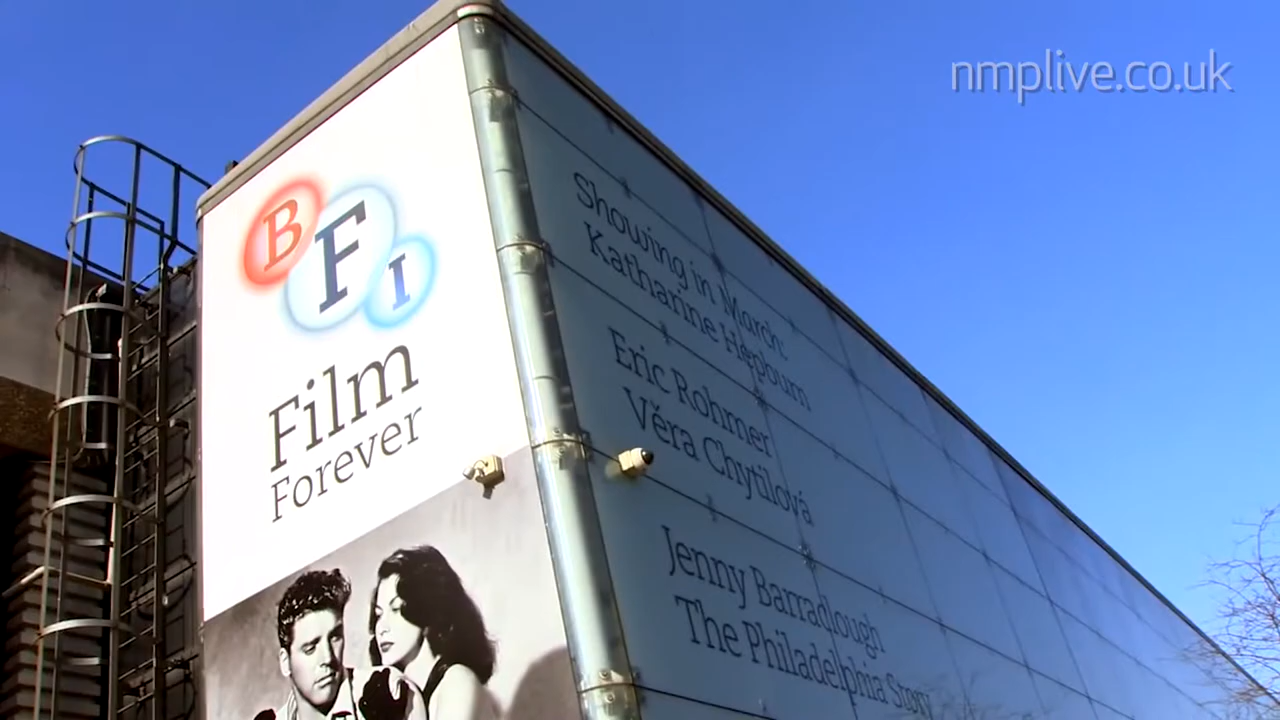 nmplive.co.uk
BFI
Film
Forever
Showing in March:
Katharine Hepburn
Eric Rohmer
Věra Chytilová
Jenny Barraclough
The Philadelphia Story